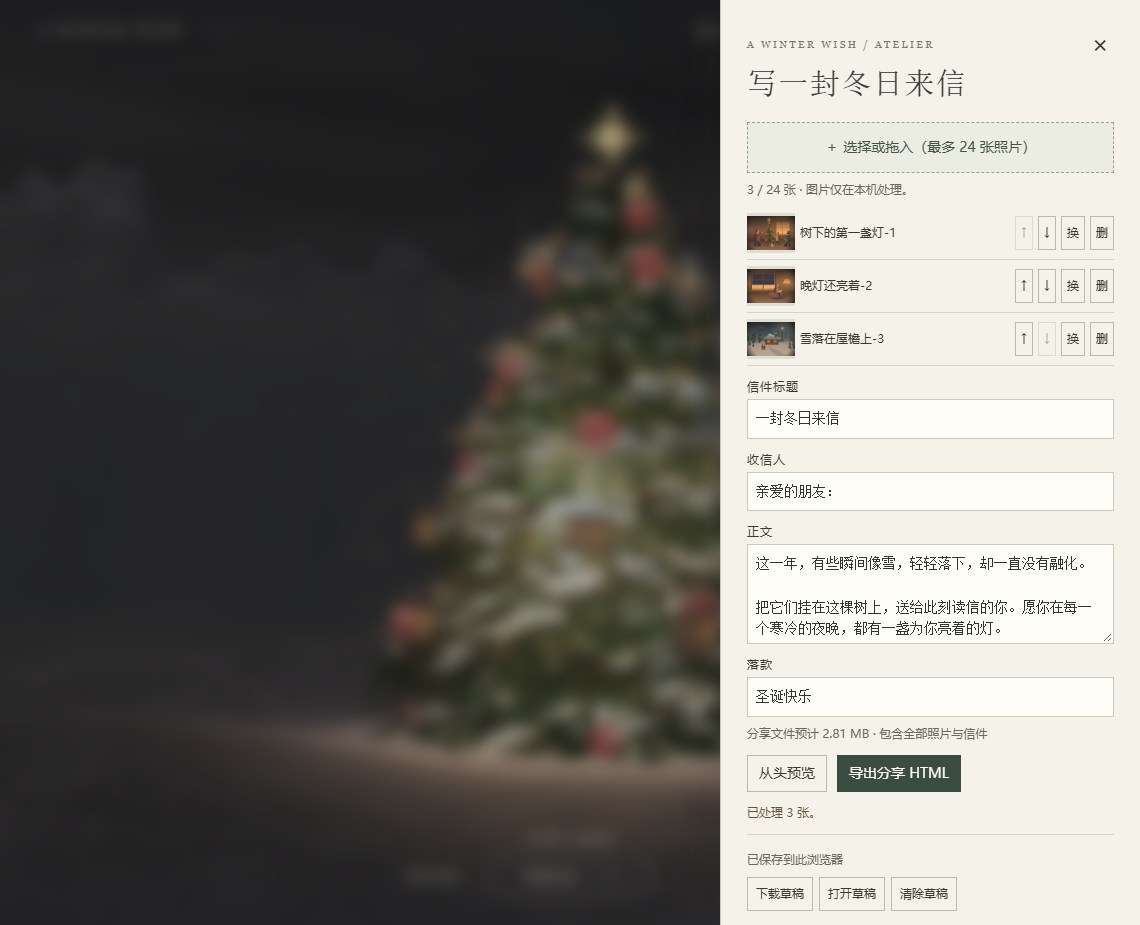 A WINTER WISH / ATELIER
×
写一封冬日来信
+ 选择或拖入（最多 24 张照片）
3 / 24 张 · 图片仅在本机处理。
树下的第一盏灯-1 ↑ ↓ 换 删
晚灯还亮着-2 ↑ ↓ 换 删
雪落在屋檐上-3 ↑ ↓ 换 删
信件标题
一封冬日来信
收信人
亲爱的朋友：
正文
这一年，有些瞬间像雪，轻轻落下，却一直没有融化。
把它们挂在这棵树上，送给此刻读信的你。愿你在每一
个寒冷的夜晚，都有一盏为你亮着的灯。
落款
圣诞快乐
分享文件预计 2.81 MB · 包含全部照片与信件
从头预览 导出分享 HTML
已处理 3 张。
已保存到此浏览器
下载草稿 打开草稿 清除草稿